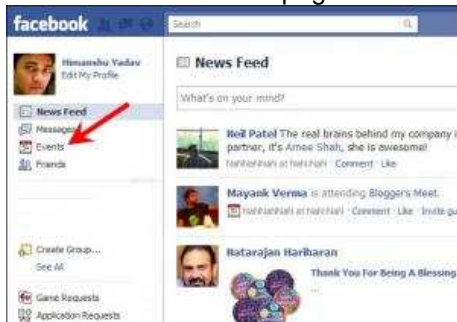 facebook
Search
Himanshu Yadav
Edit My Profile
News Feed
Messages
Events
Friends
Create Group...
See All
Game Requests
Application Requests
News Feed
What's on your mind?
Neil Patel The real brains behind my company i
partner, it's Amee Shah, she is awesome!
Comment · Like
Mayank Verma is attending Bloggers Meet.
Comment · Like · Invite gu
Natarajan Hariharan
Thank You For Being A Blessing
...